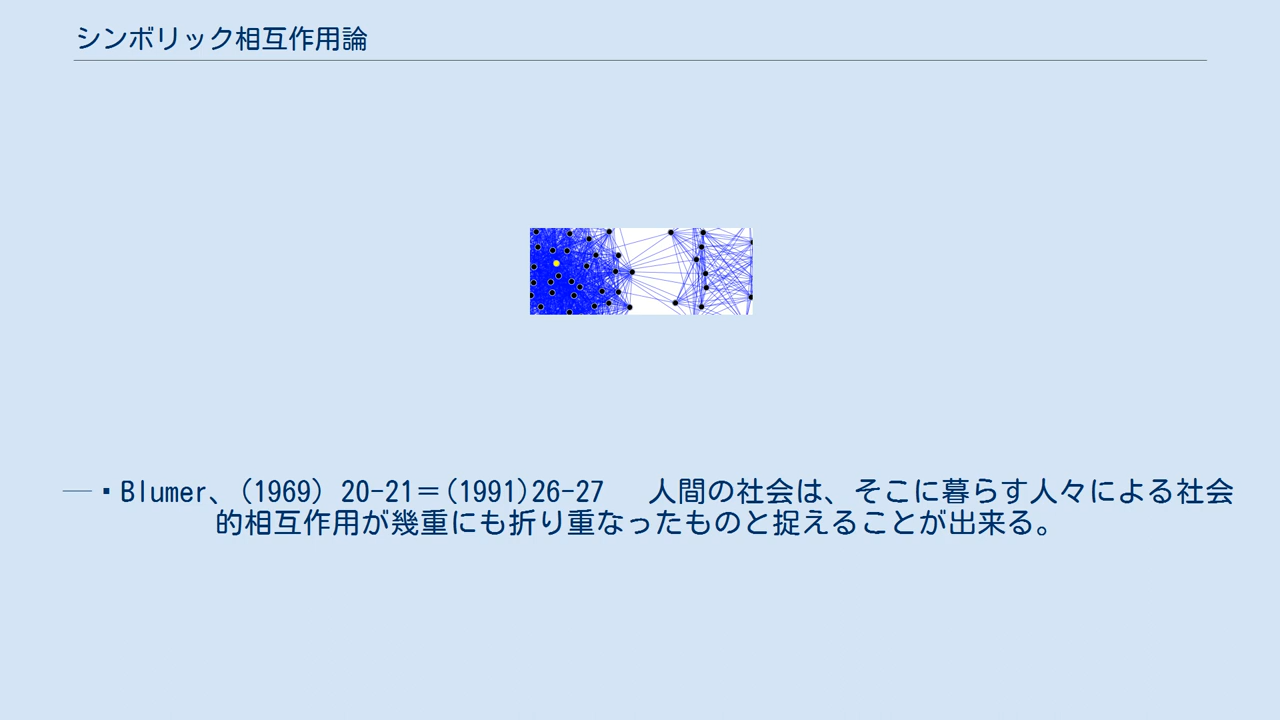 シンボリック相互作用論
―▪Blumer、(1969) 20-21＝(1991)26-27　人間の社会は、そこに暮らす人々による社会
的相互作用が幾重にも折り重なったものと捉えることが出来る。